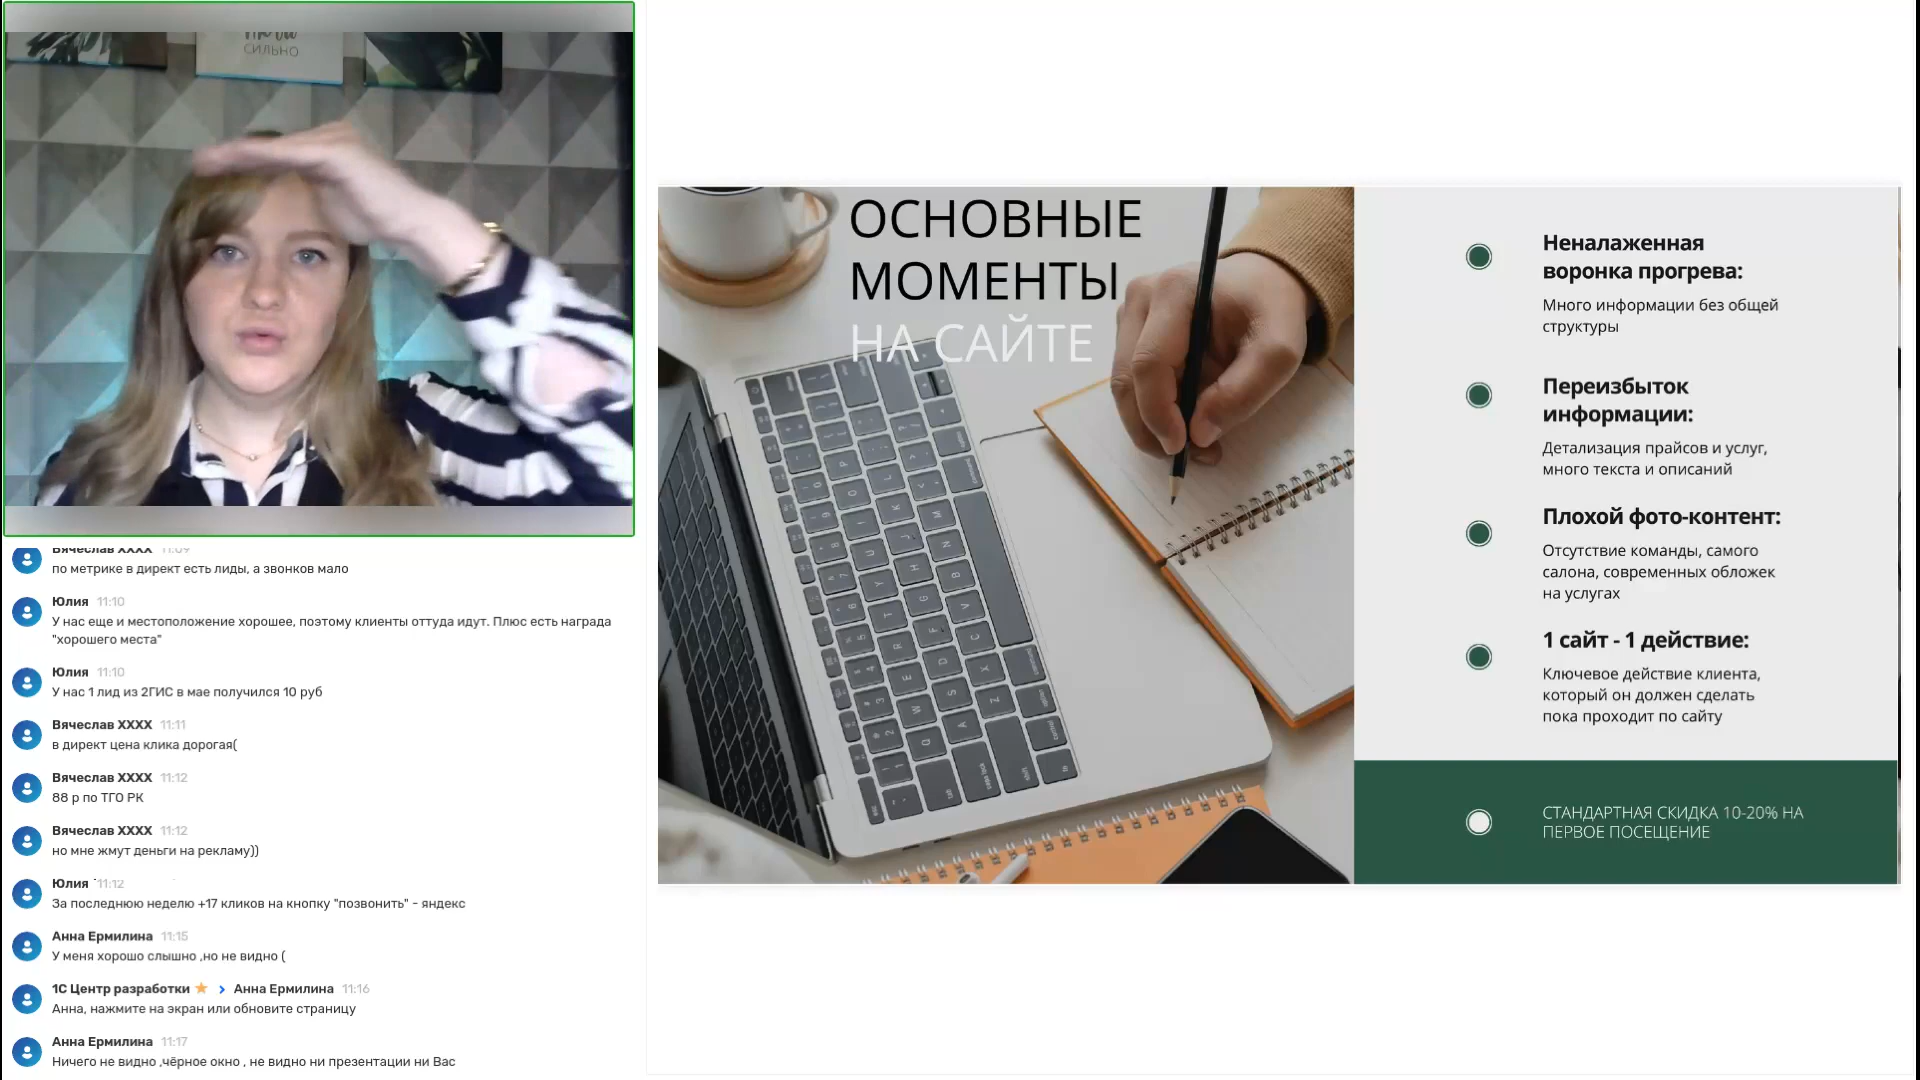 СИЛЬНО
Вячеслав XXXX 11:09
по метрике в директ есть лиды, а звонков мало
Юлия 11:10
У нас еще и местоположение хорошее, поэтому клиенты оттуда идут. Плюс есть награда
"хорошего места"
Юлия 11:10
У нас 1 лид из 2ГИС в мае получился 10 руб
Вячеслав XXXX 11:11
в директ цена клика дорогая(
Вячеслав XXXX 11:12
88 р по ТГО РК
Вячеслав XXXX 11:12
но мне жмут деньги на рекламу))
Юлия 11:12
За последнюю неделю +17 кликов на кнопку "позвонить" - яндекс
Анна Ермилина 11:15
У меня хорошо слышно ,но не видно (
1С Центр разработки Анна Ермилина 11:16
Анна, нажмите на экран или обновите страницу
Анна Ермилина 11:17
Ничего не видно ,чёрное окно , не видно ни презентации ни Вас
ОСНОВНЫЕ
МОМЕНТЫ
НА САЙТЕ
Неналаженная
воронка прогрева:
Много информации без общей
структуры
Переизбыток
информации:
Детализация прайсов и услуг,
много текста и описаний
Плохой фото-контент:
Отсутствие команды, самого
салона, современных обложек
на услугах
1 сайт - 1 действие:
Ключевое действие клиента,
который он должен сделать
пока проходит по сайту
СТАНДАРТНАЯ СКИДКА 10-20% НА
ПЕРВОЕ ПОСЕЩЕНИЕ